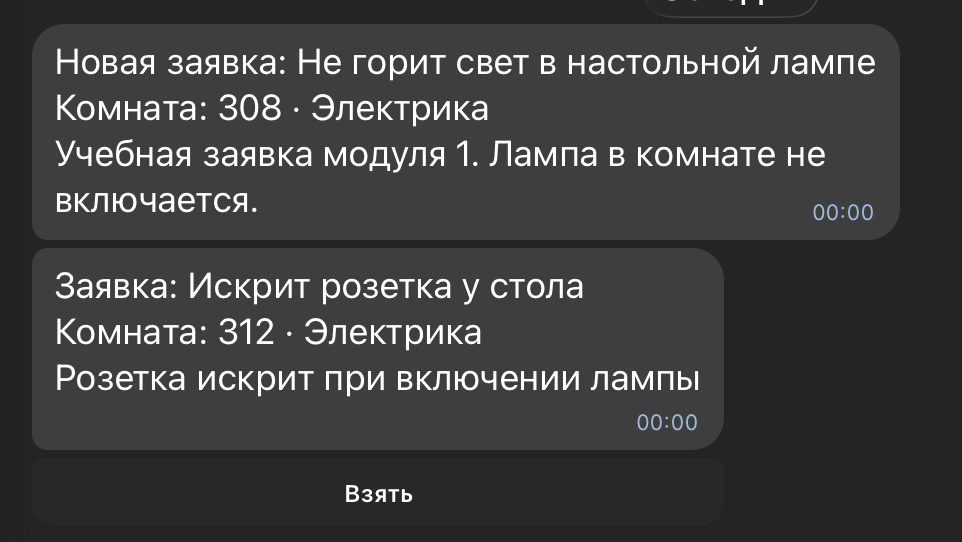 Новая заявка: Не горит свет в настольной лампе
Комната: 308 · Электрика
Учебная заявка модуля 1. Лампа в комнате не
включается.
00:00
Заявка: Искрит розетка у стола
Комната: 312 · Электрика
Розетка искрит при включении лампы
00:00
Взять